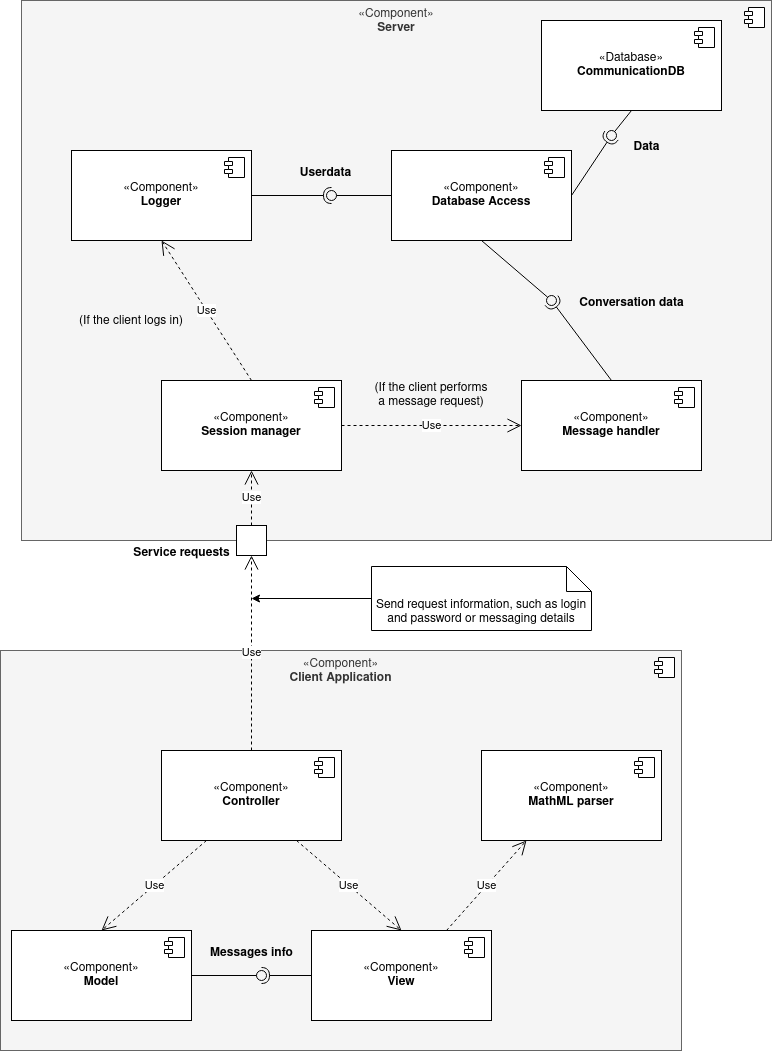 «Component»
Server
«Database»
CommunicationDB
Data
Userdata
«Component»
Logger
«Component»
Database Access
Conversation data
Use
(If the client logs in)
(If the client performs
a message request)
Use
«Component»
Session manager
«Component»
Message handler
Use
Service requests
Send request information, such as login
and password or messaging details
Use
«Component»
Client Application
«Component»
Controller
«Component»
MathML parser
Use
Use
Use
Messages info
«Component»
Model
«Component»
View